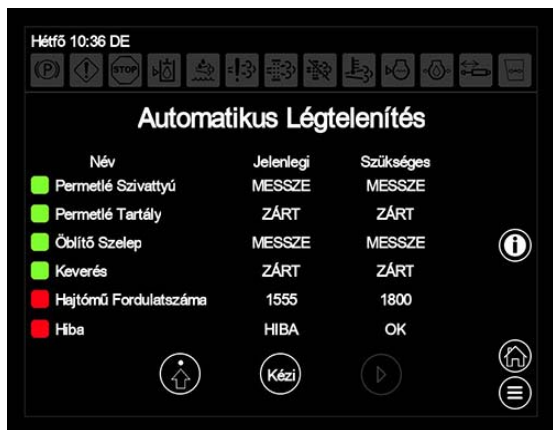 Hétfő 10:36 DE
(P) STOP
Automatikus Légtelenítés
Név Jelenlegi Szükséges
Permetlé Szivattyú MESSZE MESSZE
Permetlé Tartály ZÁRT ZÁRT
Öblítő Szelep MESSZE MESSZE
Keverés ZÁRT ZÁRT
Hajtómű Fordulatszáma 1555 1800
Hiba HIBA OK
Kézi